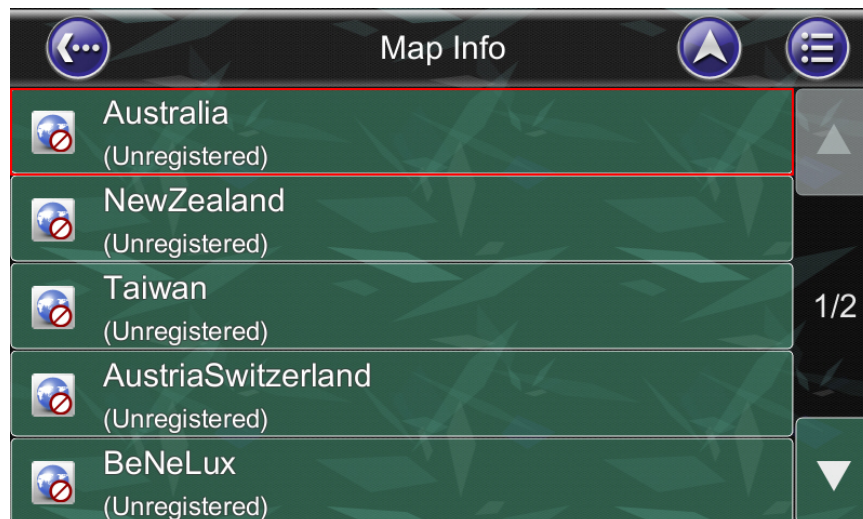 Map Info
Australia
(Unregistered)
NewZealand
(Unregistered)
Taiwan
(Unregistered)
1/2
AustriaSwitzerland
(Unregistered)
BeNeLux
(Unregistered)